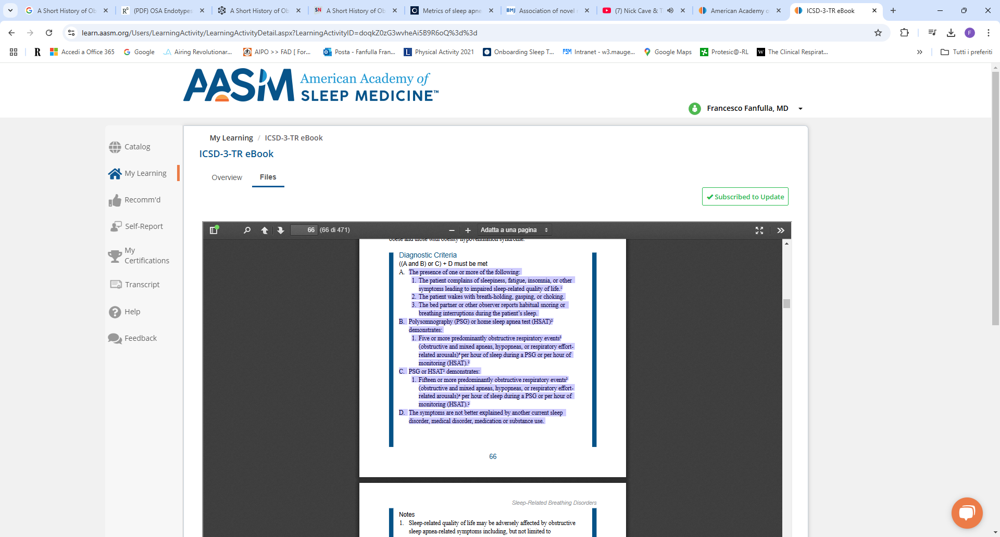 A Short History of Ob
(PDF) OSA Endotypes
A Short History of Ob
SN A Short History of Ob
Metrics of sleep apne
BMJ Association of novel
(7) Nick Cave & T
American Academy o
ICSD-3-TR eBook
learn.aasm.org/Users/LearningActivity/LearningActivityDetail.aspx?LearningActivityID=doqkZ0zG3wvheAi5B9R6oQ%3d%3d
F
R
Accedi a Office 365
Google
Airing Revolutionar...
AIPO >> FAD [ For...
Posta - Fanfulla Fran...
L Physical Activity 2021
Onboarding Sleep T...
FSM Intranet - w3.mauge...
Google Maps
Protesic@-RL
W The Clinical Respirat...
Tutti i preferiti
AASM American Academy of
SLEEP MEDICINE™
Francesco Fanfulla, MD
Catalog
My Learning
Recomm'd
Self-Report
My
Certifications
Transcript
Help
Feedback
My Learning / ICSD-3-TR eBook
ICSD-3-TR eBook
Overview
Files
Subscribed to Update
66 (66 di 471)
Adatta a una pagina
obese and those with obesity hypoventilation syndrome.
Diagnostic Criteria
((A and B) or C) + D must be met
A. The presence of one or more of the following:
1. The patient complains of sleepiness, fatigue, insomnia, or other
symptoms leading to impaired sleep-related quality of life.¹
2. The patient wakes with breath-holding, gasping, or choking.
3. The bed partner or other observer reports habitual snoring or
breathing interruptions during the patient's sleep.
B. Polysomnography (PSG) or home sleep apnea test (HSAT)²
demonstrates:
1. Five or more predominantly obstructive respiratory events³
(obstructive and mixed apneas, hypopneas, or respiratory effort-
related arousals)⁴ per hour of sleep during a PSG or per hour of
monitoring (HSAT).²
C. PSG or HSAT² demonstrates:
1. Fifteen or more predominantly obstructive respiratory events³
(obstructive and mixed apneas, hypopneas, or respiratory effort-
related arousals)⁴ per hour of sleep during a PSG or per hour of
monitoring (HSAT).²
D. The symptoms are not better explained by another current sleep
disorder, medical disorder, medication or substance use.
66
Sleep-Related Breathing Disorders
Notes
1. Sleep-related quality of life may be adversely affected by obstructive
sleep apnea-related symptoms including, but not limited to